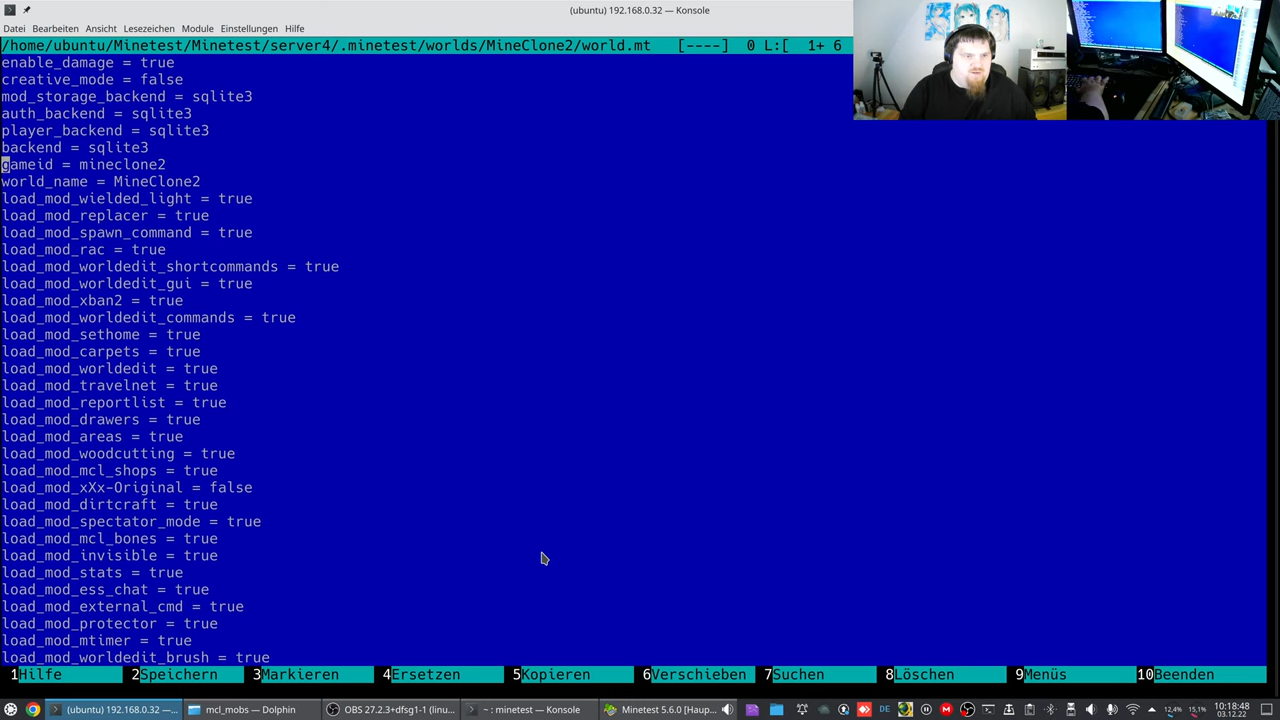 (ubuntu) 192.168.0.32 — Konsole
Datei Bearbeiten Ansicht Lesezeichen Module Einstellungen Hilfe
/home/ubuntu/Minetest/Minetest/server4/.minetest/worlds/MineClone2/world.mt [----] 0 L:[ 1+ 6
enable_damage = true
creative_mode = false
mod_storage_backend = sqlite3
auth_backend = sqlite3
player_backend = sqlite3
backend = sqlite3
gameid = mineclone2
world_name = MineClone2
load_mod_wielded_light = true
load_mod_replacer = true
load_mod_spawn_command = true
load_mod_rac = true
load_mod_worldedit_shortcommands = true
load_mod_worldedit_gui = true
load_mod_xban2 = true
load_mod_worldedit_commands = true
load_mod_sethome = true
load_mod_carpets = true
load_mod_worldedit = true
load_mod_travelnet = true
load_mod_reportlist = true
load_mod_drawers = true
load_mod_areas = true
load_mod_woodcutting = true
load_mod_mcl_shops = true
load_mod_xXx-Original = false
load_mod_dirtcraft = true
load_mod_spectator_mode = true
load_mod_mcl_bones = true
load_mod_invisible = true
load_mod_stats = true
load_mod_ess_chat = true
load_mod_external_cmd = true
load_mod_protector = true
load_mod_mtimer = true
load_mod_worldedit_brush = true
1Hilfe 2Speichern 3Markieren 4Ersetzen 5Kopieren 6Verschieben 7Suchen 8Löschen 9Menüs 10Beenden
(ubuntu) 192.168.0.32 —... mcl_mobs — Dolphin OBS 27.2.3+dfsg1-1 (linu... ~ : minetest — Konsole Minetest 5.6.0 [Haup... DE 12,4% 15,1% 10:18:48
03.12.22